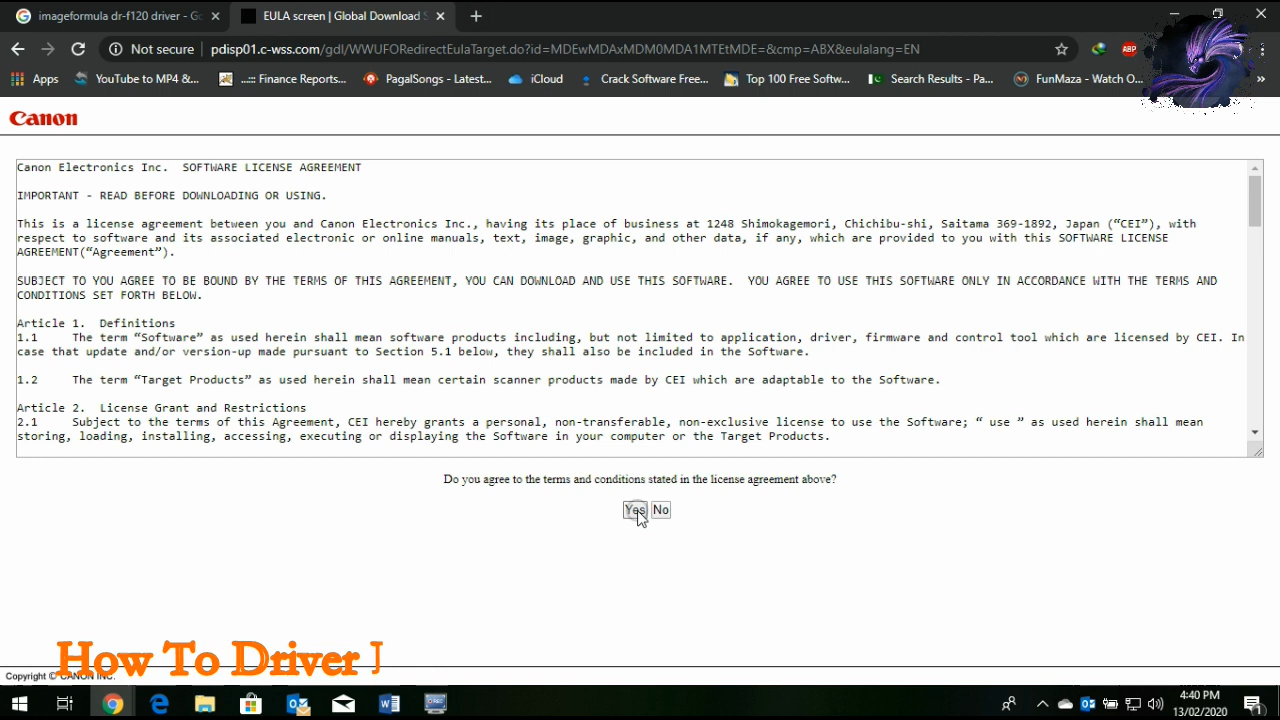 imageformula dr-f120 driver - Go
EULA screen | Global Download S
Not secure
pdisp01.c-wss.com/gdl/WWUFORedirectEulaTarget.do?id=MDEwMDAxMDM0MDA1MTEtMDE=&cmp=ABX&eulalang=EN
ABP
Apps
YouTube to MP4 &...
..:: Finance Reports...
PagalSongs - Latest...
iCloud
Crack Software Free...
Top 100 Free Softw...
Search Results - Pa...
FunMaza - Watch O...
»
Canon
Canon Electronics Inc.  SOFTWARE LICENSE AGREEMENT
IMPORTANT - READ BEFORE DOWNLOADING OR USING.
This is a license agreement between you and Canon Electronics Inc., having its place of business at 1248 Shimokagemori, Chichibu-shi, Saitama 369-1892, Japan (“CEI”), with
respect to software and its associated electronic or online manuals, text, image, graphic, and other data, if any, which are provided to you with this SOFTWARE LICENSE
AGREEMENT(“Agreement”).
SUBJECT TO YOU AGREE TO BE BOUND BY THE TERMS OF THIS AGREEMENT, YOU CAN DOWNLOAD AND USE THIS SOFTWARE.  YOU AGREE TO USE THIS SOFTWARE ONLY IN ACCORDANCE WITH THE TERMS AND
CONDITIONS SET FORTH BELOW.
Article 1.  Definitions
1.1 The term “Software” as used herein shall mean software products including, but not limited to application, driver, firmware and control tool which are licensed by CEI. In
case that update and/or version-up made pursuant to Section 5.1 below, they shall also be included in the Software.
1.2 The term “Target Products” as used herein shall mean certain scanner products made by CEI which are adaptable to the Software.
Article 2.  License Grant and Restrictions
2.1 Subject to the terms of this Agreement, CEI hereby grants a personal, non-transferable, non-exclusive license to use the Software; “ use ” as used herein shall mean
storing, loading, installing, accessing, executing or displaying the Software in your computer or the Target Products.
Do you agree to the terms and conditions stated in the license agreement above?
Yes No
How To Driver I
Copyright © CANON INC.
4:40 PM
13/02/2020
1